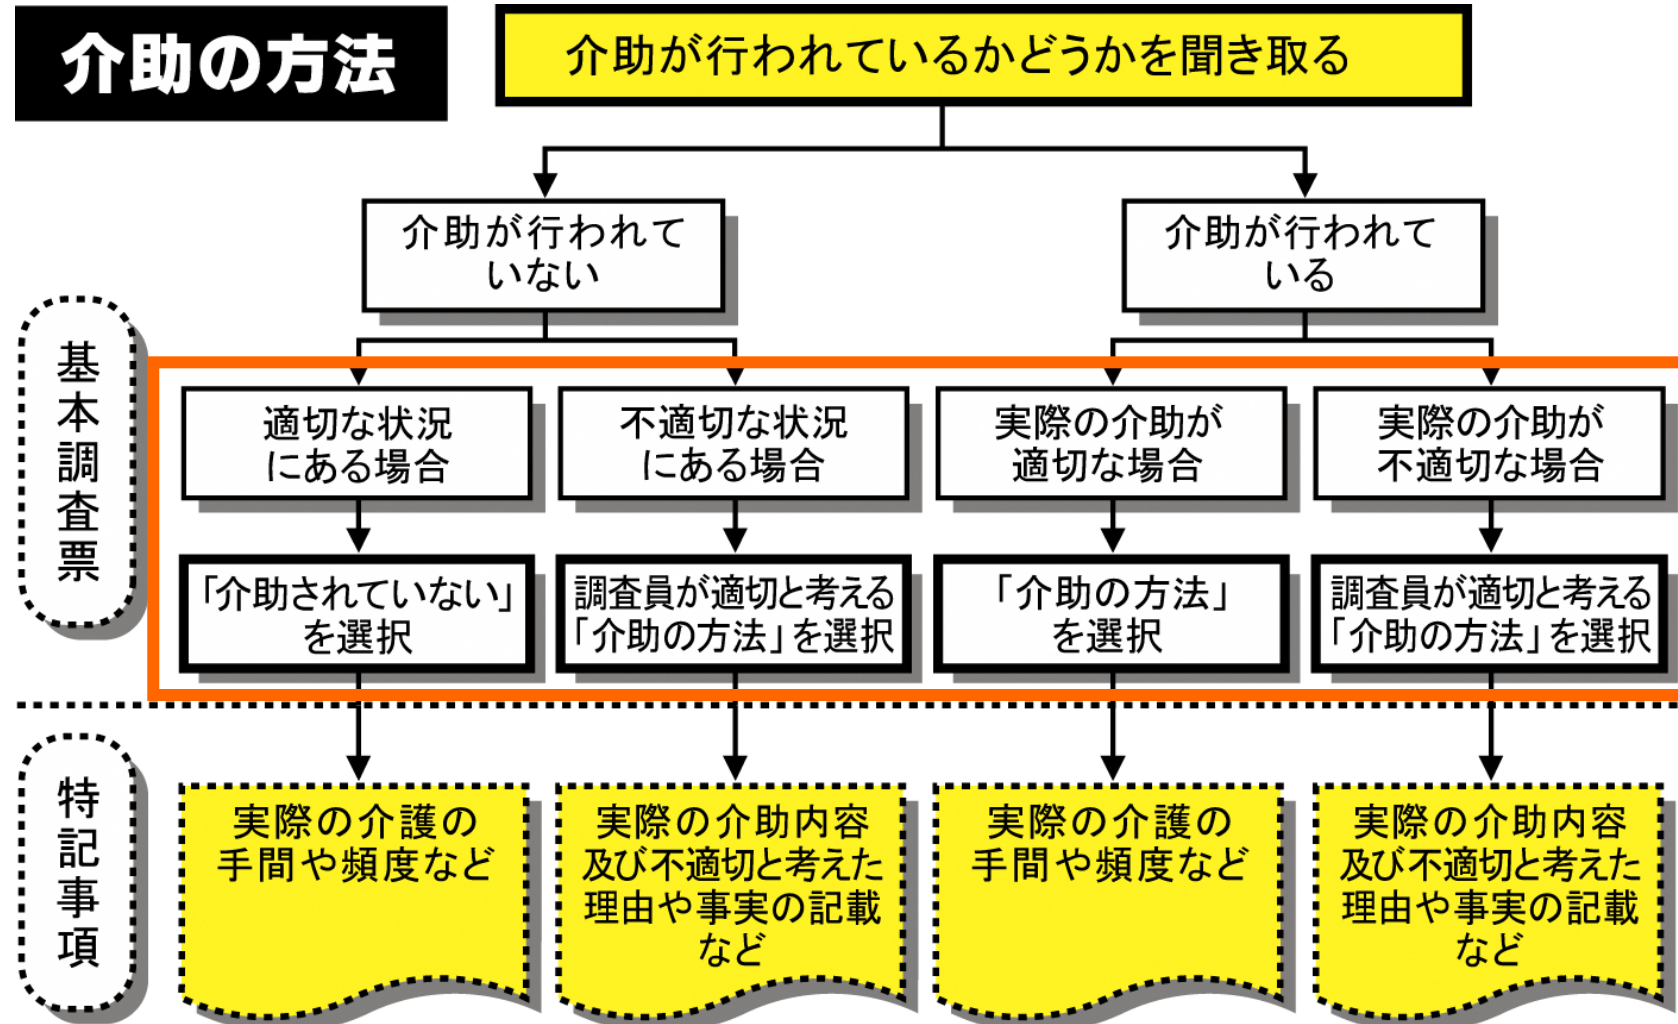 介助の方法
介助が行われているかどうかを聞き取る
介助が行われて
いない
介助が行われて
いる
基本調査票
適切な状況
にある場合
不適切な状況
にある場合
実際の介助が
適切な場合
実際の介助が
不適切な場合
「介助されていない」
を選択
調査員が適切と考える
「介助の方法」を選択
「介助の方法」
を選択
調査員が適切と考える
「介助の方法」を選択
特記事項
実際の介護の
手間や頻度など
実際の介助内容
及び不適切と考えた
理由や事実の記載
など
実際の介護の
手間や頻度など
実際の介助内容
及び不適切と考えた
理由や事実の記載
など